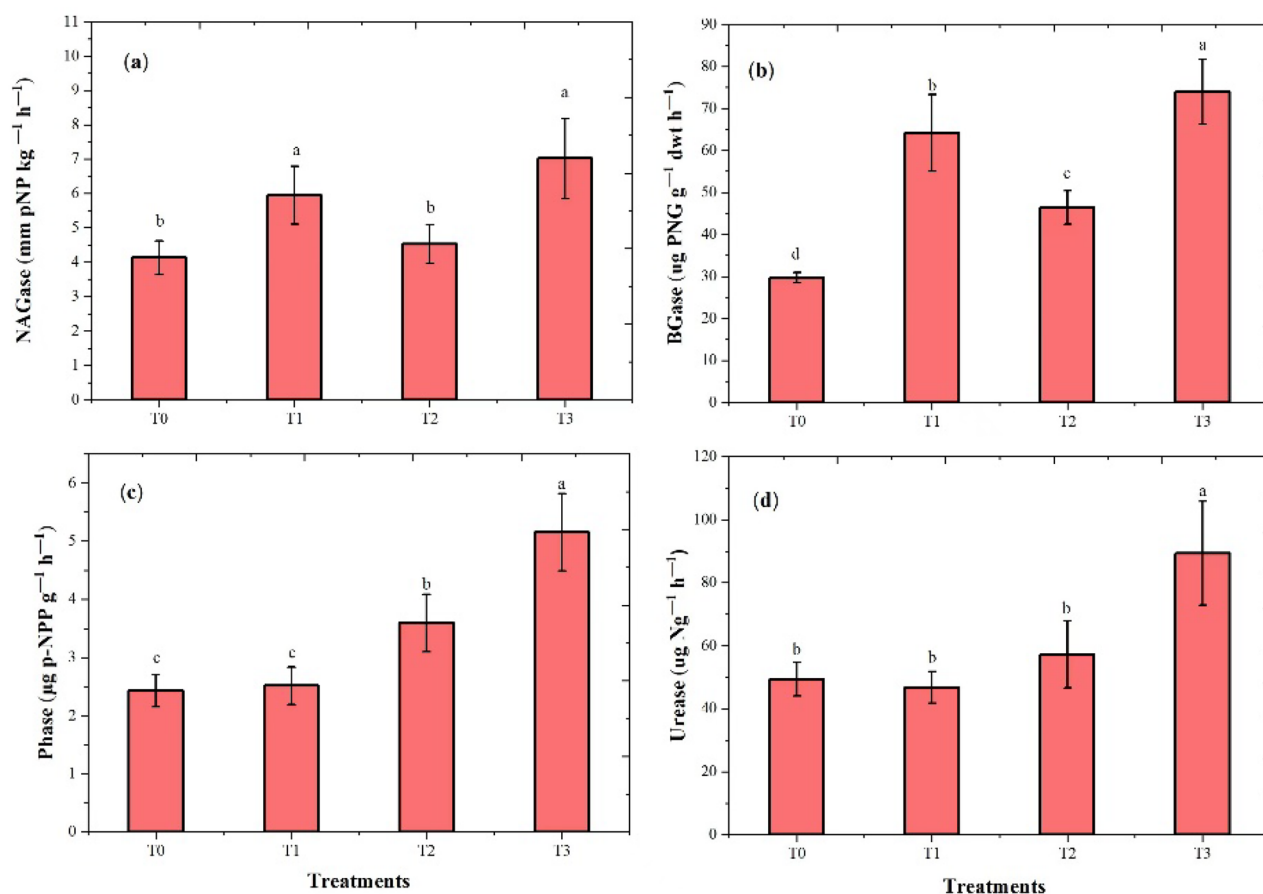 (a)
NAGase (mm pNP kg⁻¹ h⁻¹)
11
10
9
8
7
6
5
4
3
2
1
0
b
a
b
a
T0
T1
T2
T3
(b)
BGase (ug PNG g⁻¹ dwt h⁻¹)
90
80
70
60
50
40
30
20
10
0
d
b
c
a
T0
T1
T2
T3
(c)
Phase (µg p-NPP g⁻¹ h⁻¹)
6
5
4
3
2
1
0
c
c
b
a
T0
T1
T2
T3
Treatments
(d)
Urease (ug Ng⁻¹ h⁻¹)
120
100
80
60
40
20
0
b
b
b
a
T0
T1
T2
T3
Treatments